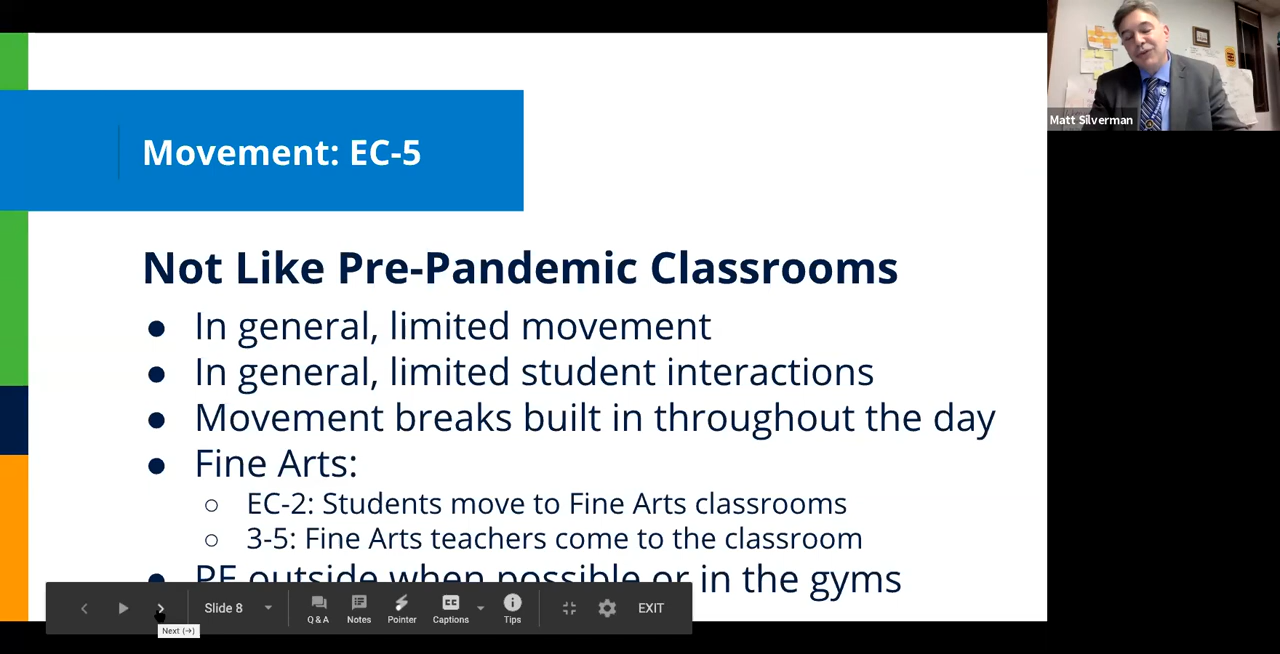 Movement: EC-5
Matt Silverman
Not Like Pre-Pandemic Classrooms
● In general, limited movement
● In general, limited student interactions
● Movement breaks built in throughout the day
● Fine Arts:
○ EC-2: Students move to Fine Arts classrooms
○ 3-5: Fine Arts teachers come to the classroom
● PE outside when possible or in the gyms
Slide 8
Q & A
Notes
Pointer
CC
Captions
Tips
EXIT
Next (→)